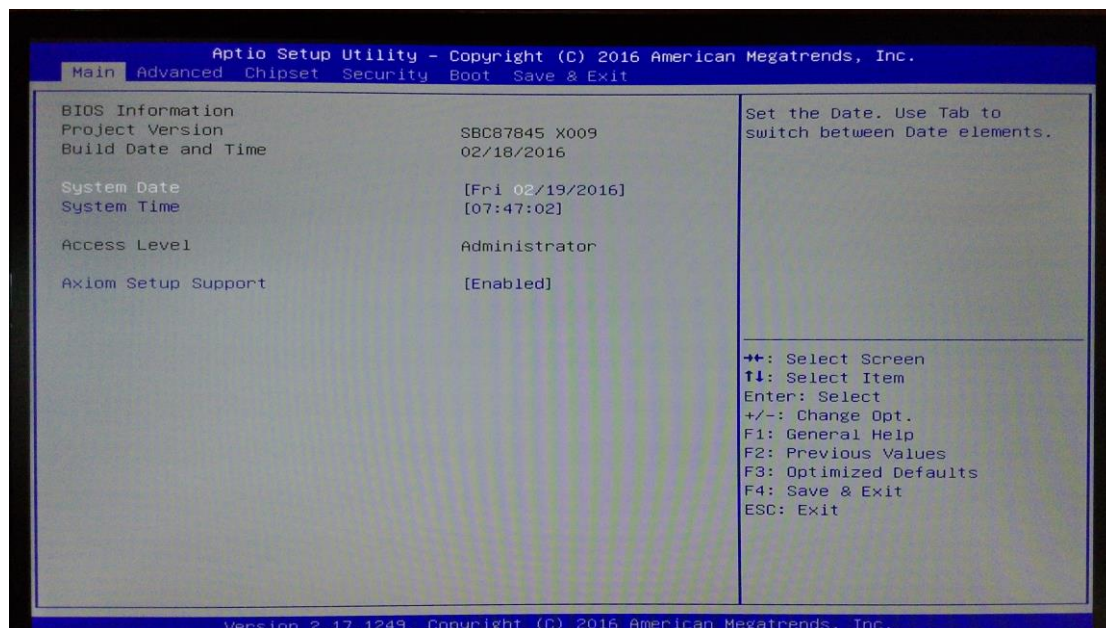 Aptio Setup Utility – Copyright (C) 2016 American Megatrends, Inc.
Main Advanced Chipset Security Boot Save & Exit
BIOS Information
Project Version SBC87845 X009
Build Date and Time 02/18/2016
System Date [Fri 02/19/2016]
System Time [07:47:02]
Access Level Administrator
Axiom Setup Support [Enabled]
Set the Date. Use Tab to
switch between Date elements.
→←: Select Screen
↑↓: Select Item
Enter: Select
+/-: Change Opt.
F1: General Help
F2: Previous Values
F3: Optimized Defaults
F4: Save & Exit
ESC: Exit
Version 2.17.1249. Copyright (C) 2016 American Megatrends, Inc.